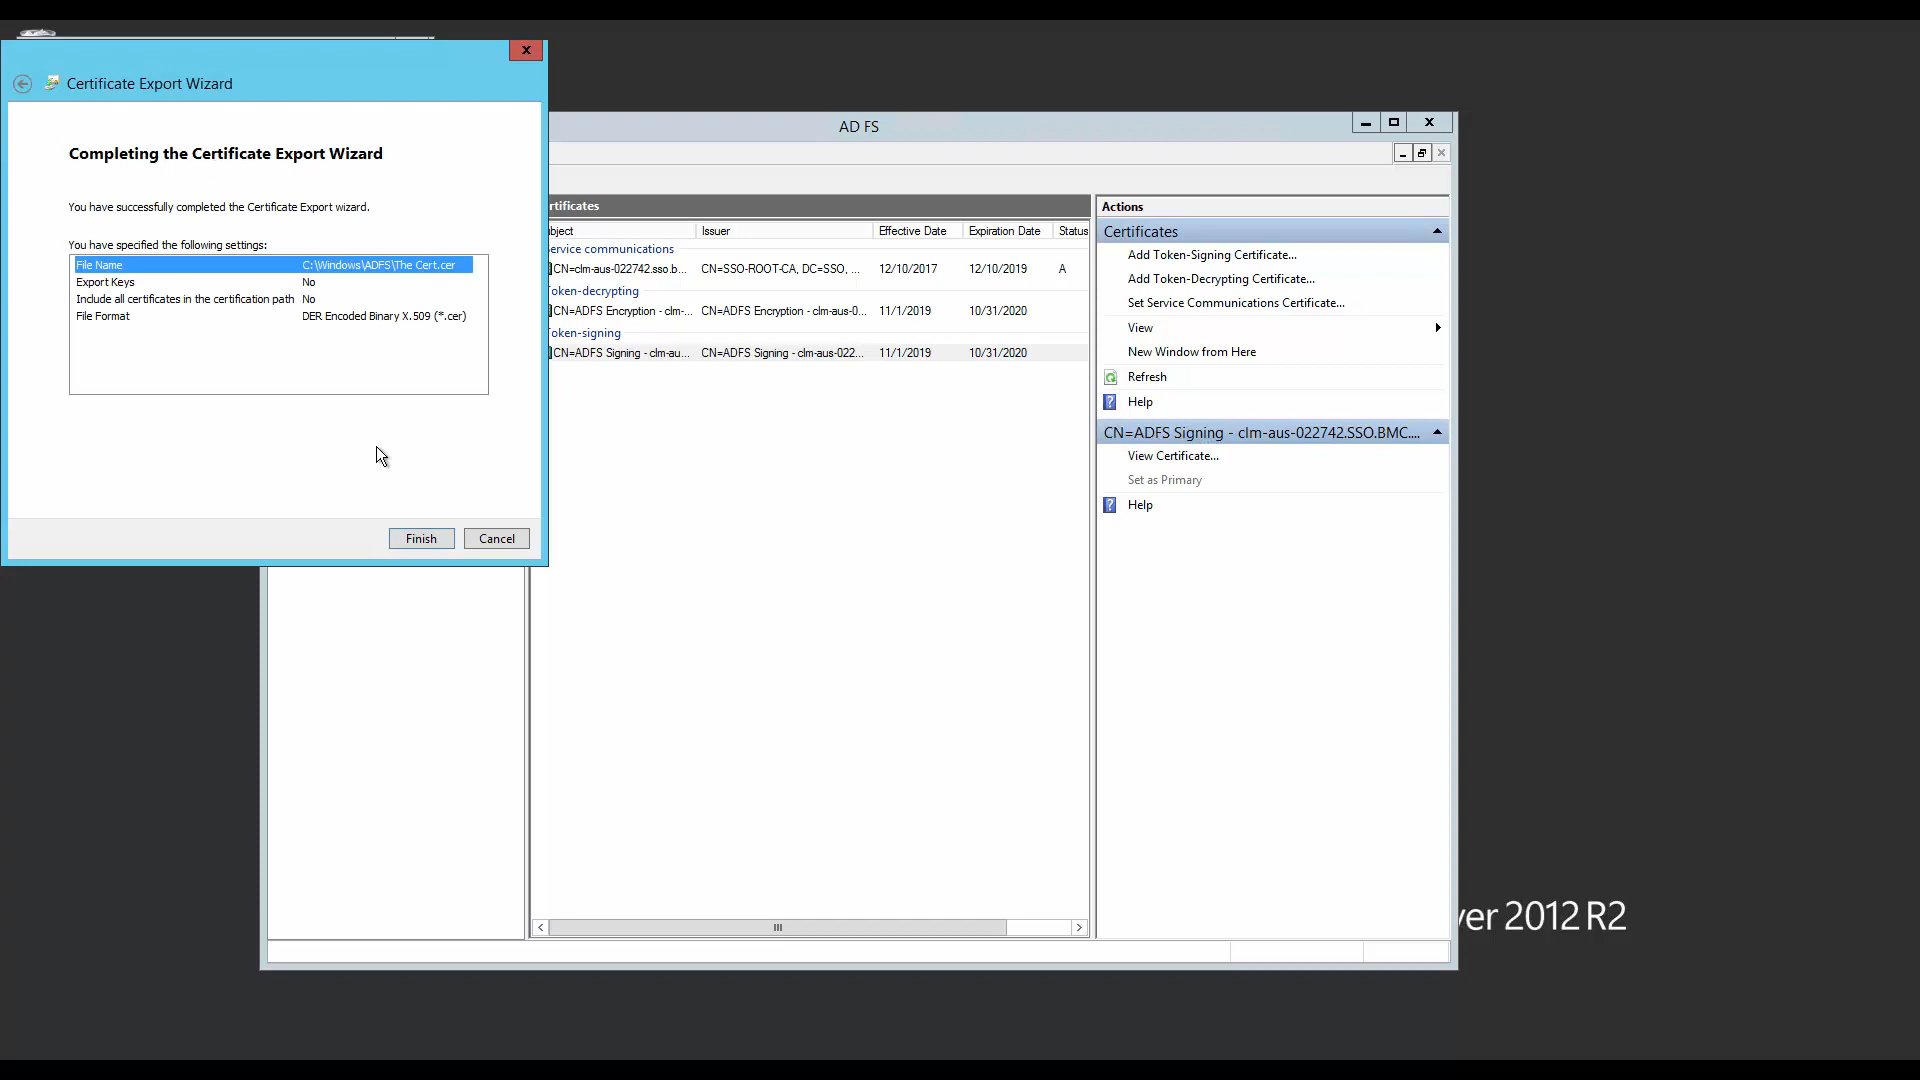 Certificate Export Wizard
Completing the Certificate Export Wizard
You have successfully completed the Certificate Export wizard.
You have specified the following settings:
File Name C:\Windows\ADFS\The Cert.cer
Export Keys No
Include all certificates in the certification path No
File Format DER Encoded Binary X.509 (*.cer)
Finish Cancel
AD FS
rtificates
bject Issuer Effective Date Expiration Date Status
ervice communications
CN=clm-aus-022742.sso.b... CN=SSO-ROOT-CA, DC=SSO, ... 12/10/2017 12/10/2019 A
oken-decrypting
CN=ADFS Encryption - clm-... CN=ADFS Encryption - clm-aus-0... 11/1/2019 10/31/2020
oken-signing
CN=ADFS Signing - clm-au... CN=ADFS Signing - clm-aus-022... 11/1/2019 10/31/2020
Actions
Certificates
Add Token-Signing Certificate...
Add Token-Decrypting Certificate...
Set Service Communications Certificate...
View
New Window from Here
Refresh
Help
CN=ADFS Signing - clm-aus-022742.SSO.BMC....
View Certificate...
Set as Primary
Help
ver 2012 R2